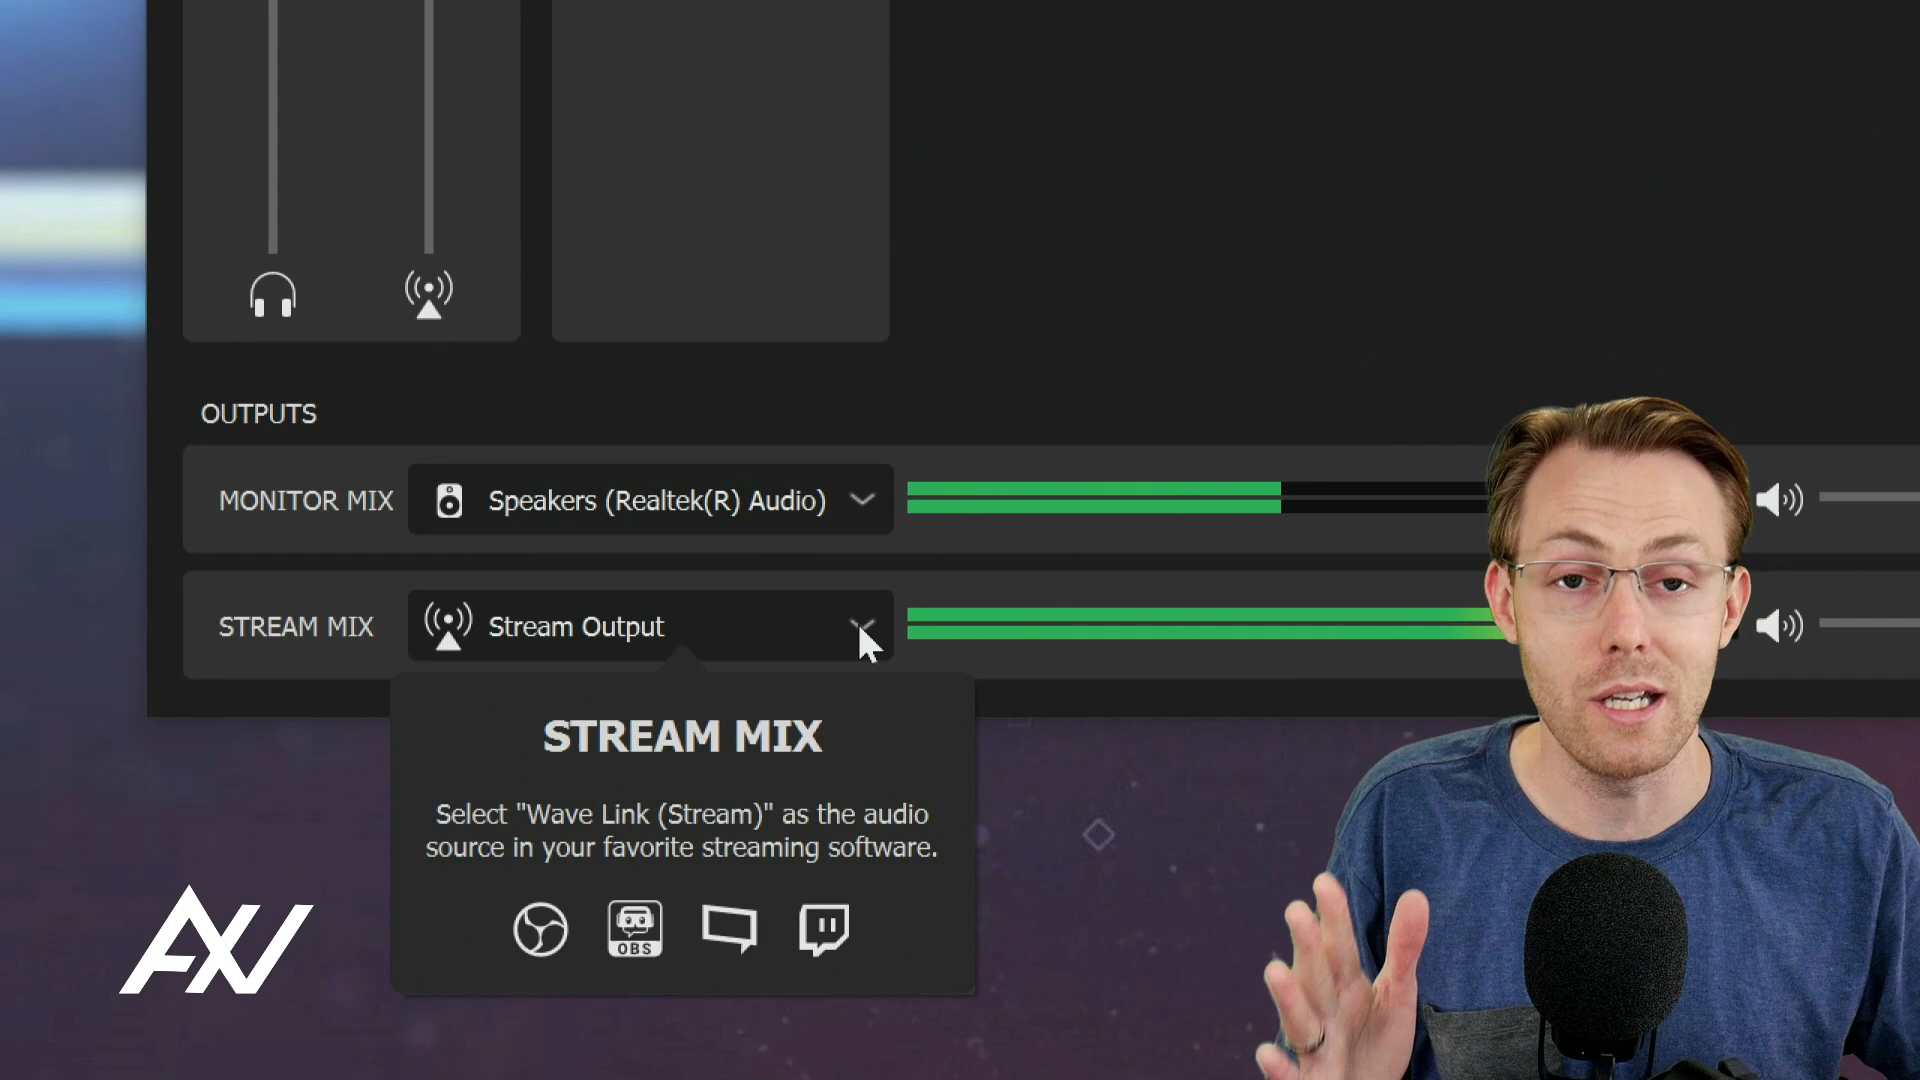 OUTPUTS
MONITOR MIX
Speakers (Realtek(R) Audio)
STREAM MIX
Stream Output
STREAM MIX
Select "Wave Link (Stream)" as the audio
source in your favorite streaming software.
OBS